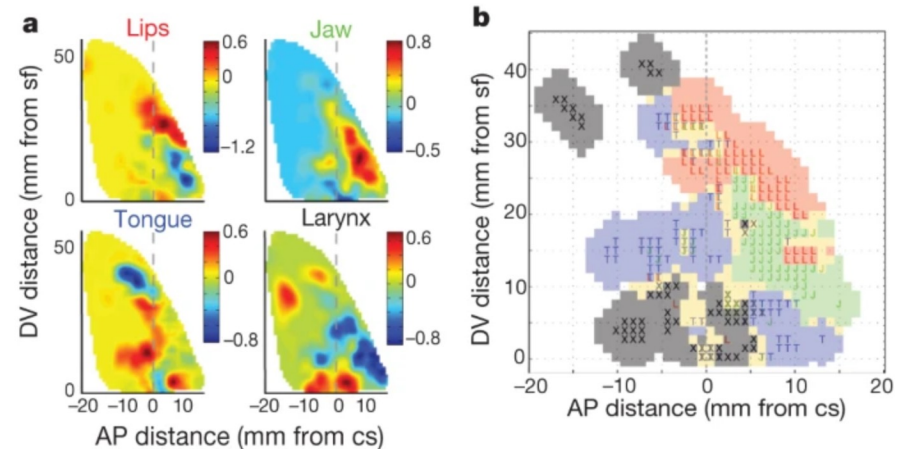 a
Lips
Jaw
50
0
0.6
0
−1.2
0.8
0
−0.5
Tongue
Larynx
50
0
0.6
0
−0.8
0.6
0
−0.8
−20 −10 0 10
−20 −10 0 10
DV distance (mm from sf)
AP distance (mm from cs)
b
40
30
20
10
0
−20 −10 0 10 20
DV distance (mm from sf)
AP distance (mm from cs)